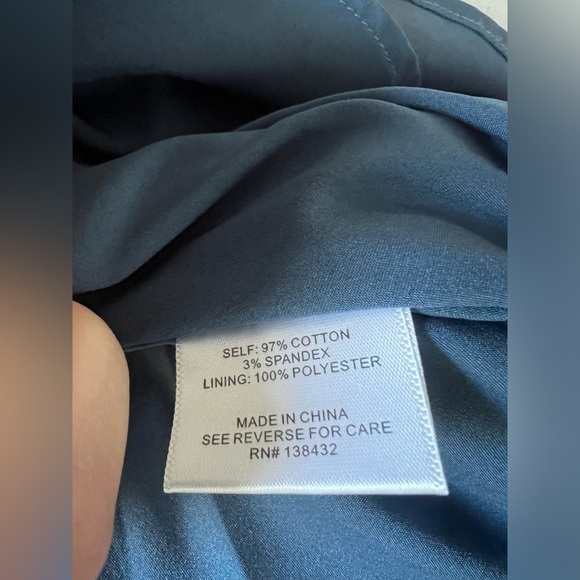 SELF: 97% COTTON
3% SPANDEX
LINING: 100% POLYESTER
MADE IN CHINA
SEE REVERSE FOR CARE
RN# 138432